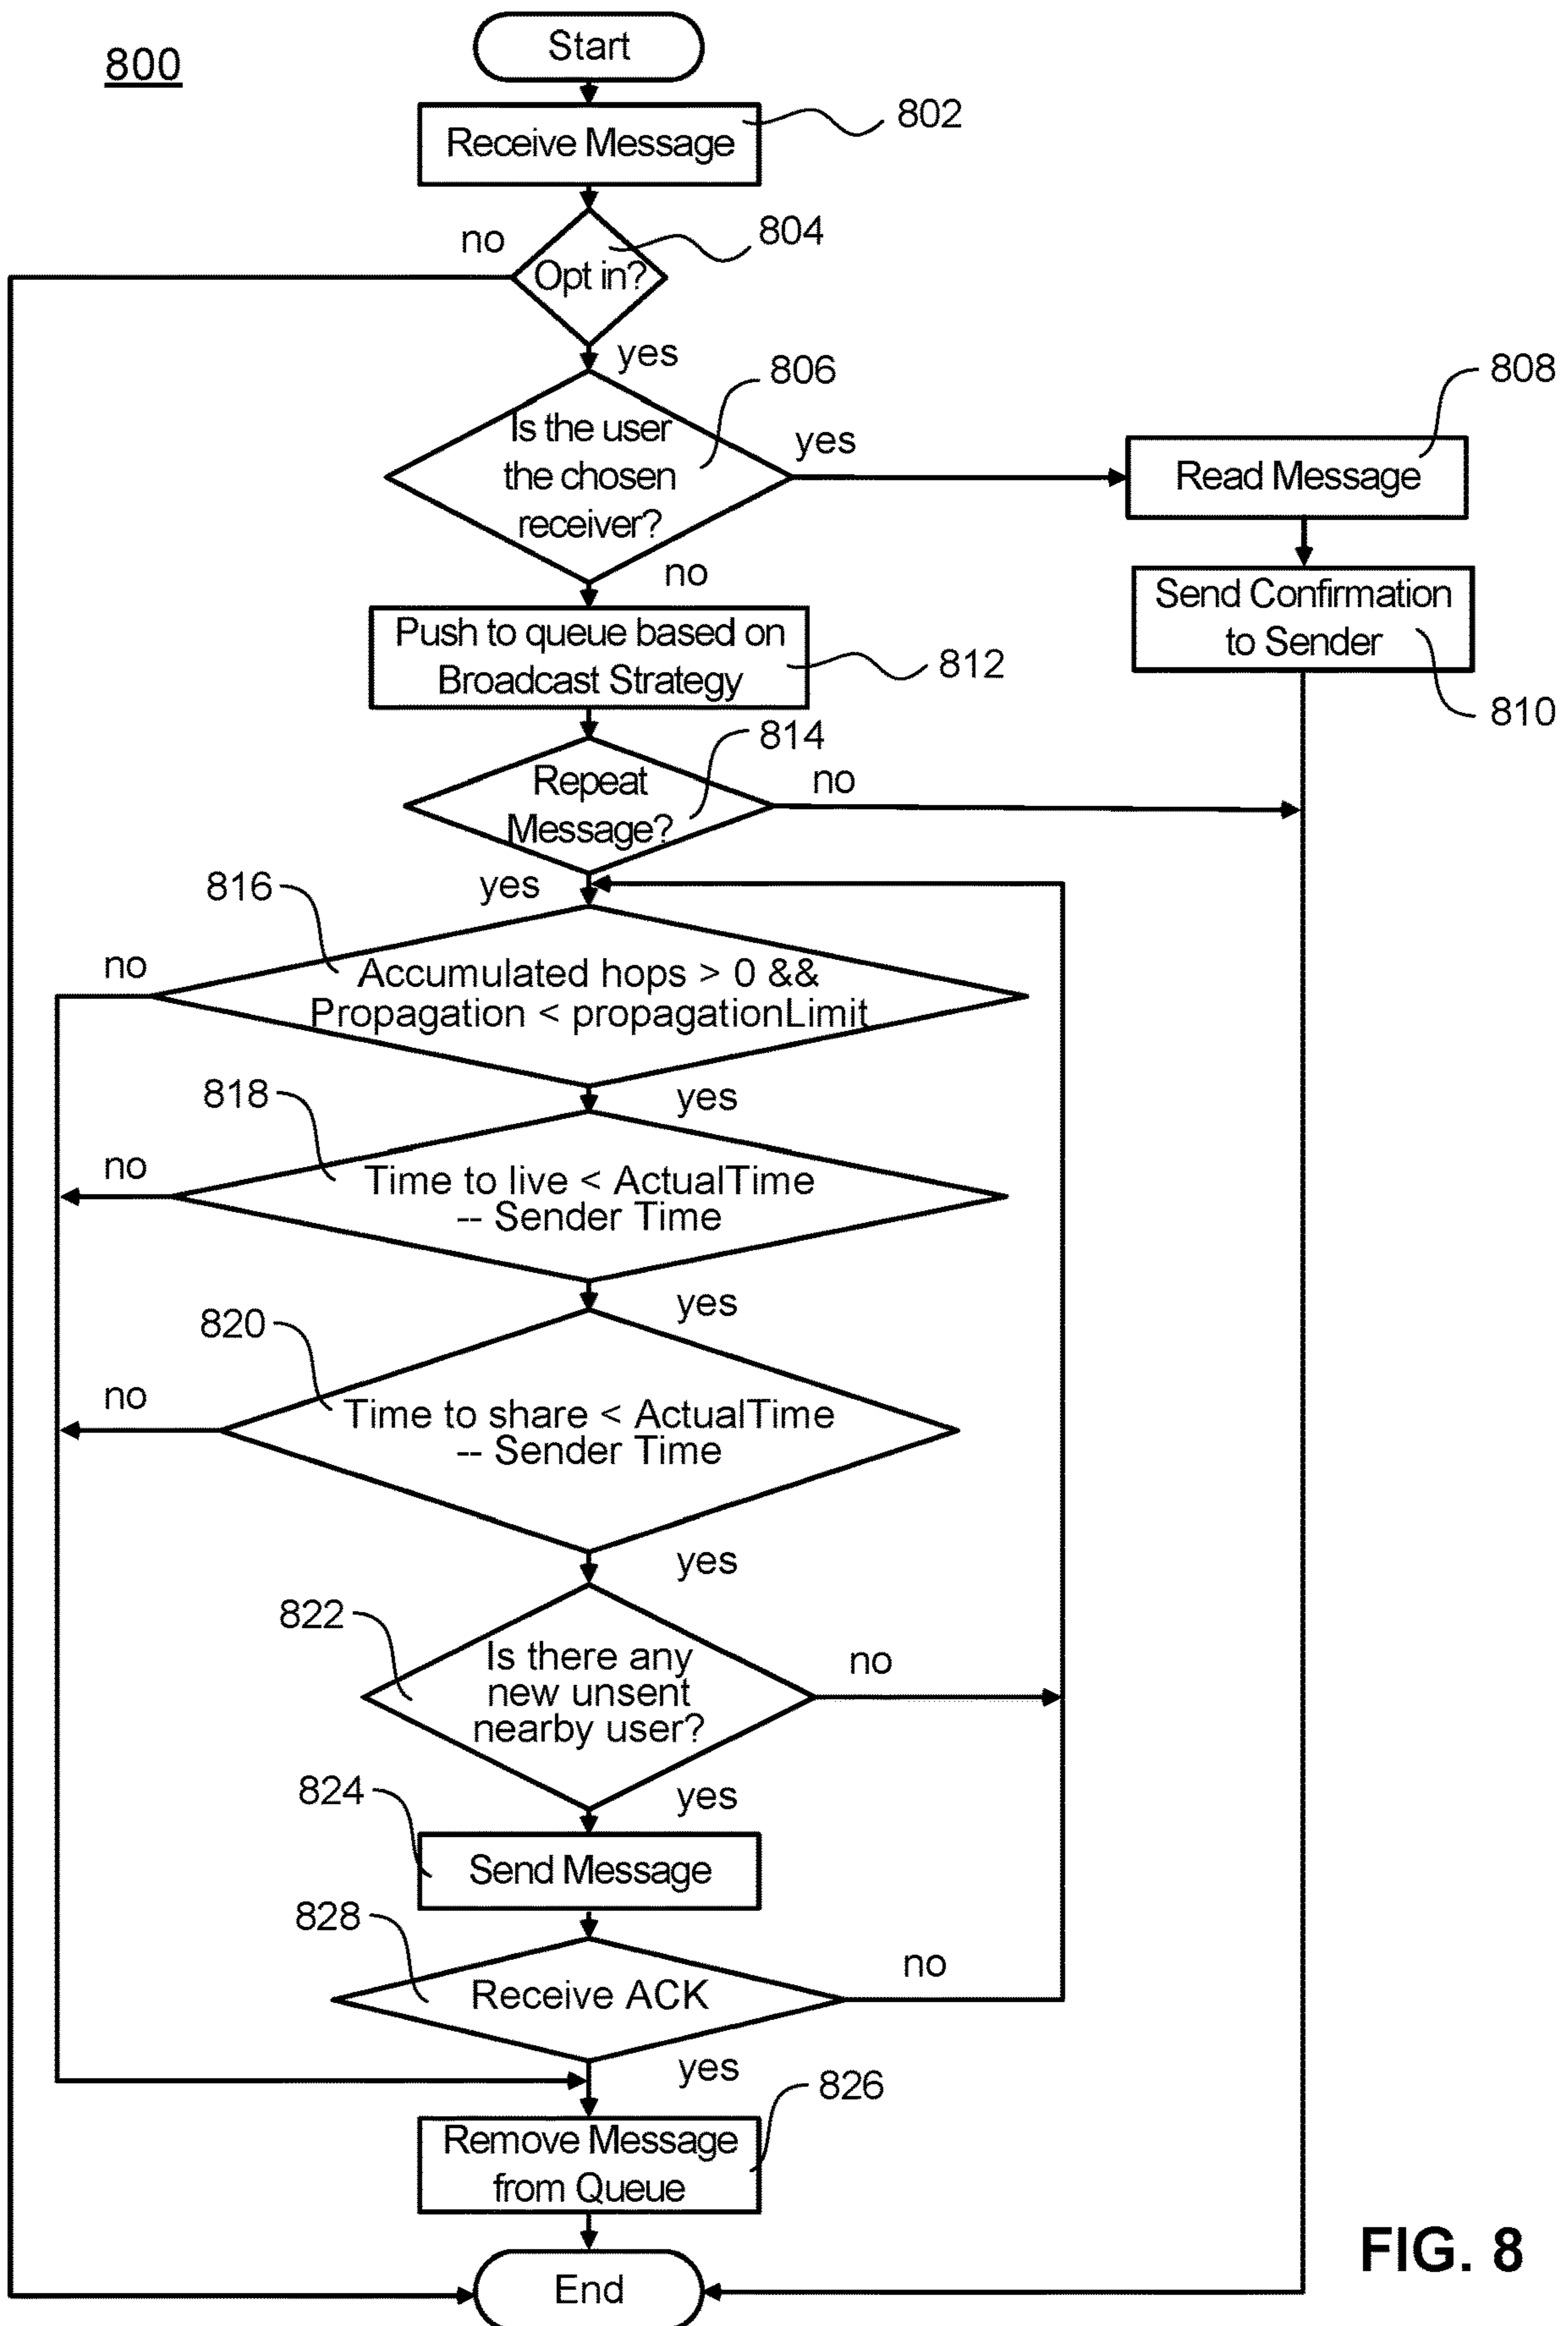 800
Start
Receive Message
802
no
804
Opt in?
yes
806
Is the user
the chosen
receiver?
yes
808
Read Message
no
Send Confirmation
to Sender
810
Push to queue based on
Broadcast Strategy
812
814
Repeat
Message?
no
yes
816
no
Accumulated hops > 0 &&
Propagation < propagationLimit
yes
818
no
Time to live < ActualTime
-- Sender Time
yes
820
no
Time to share < ActualTime
-- Sender Time
yes
822
Is there any
new unsent
nearby user?
no
yes
824
Send Message
828
Receive ACK
no
yes
826
Remove Message
from Queue
End
FIG. 8